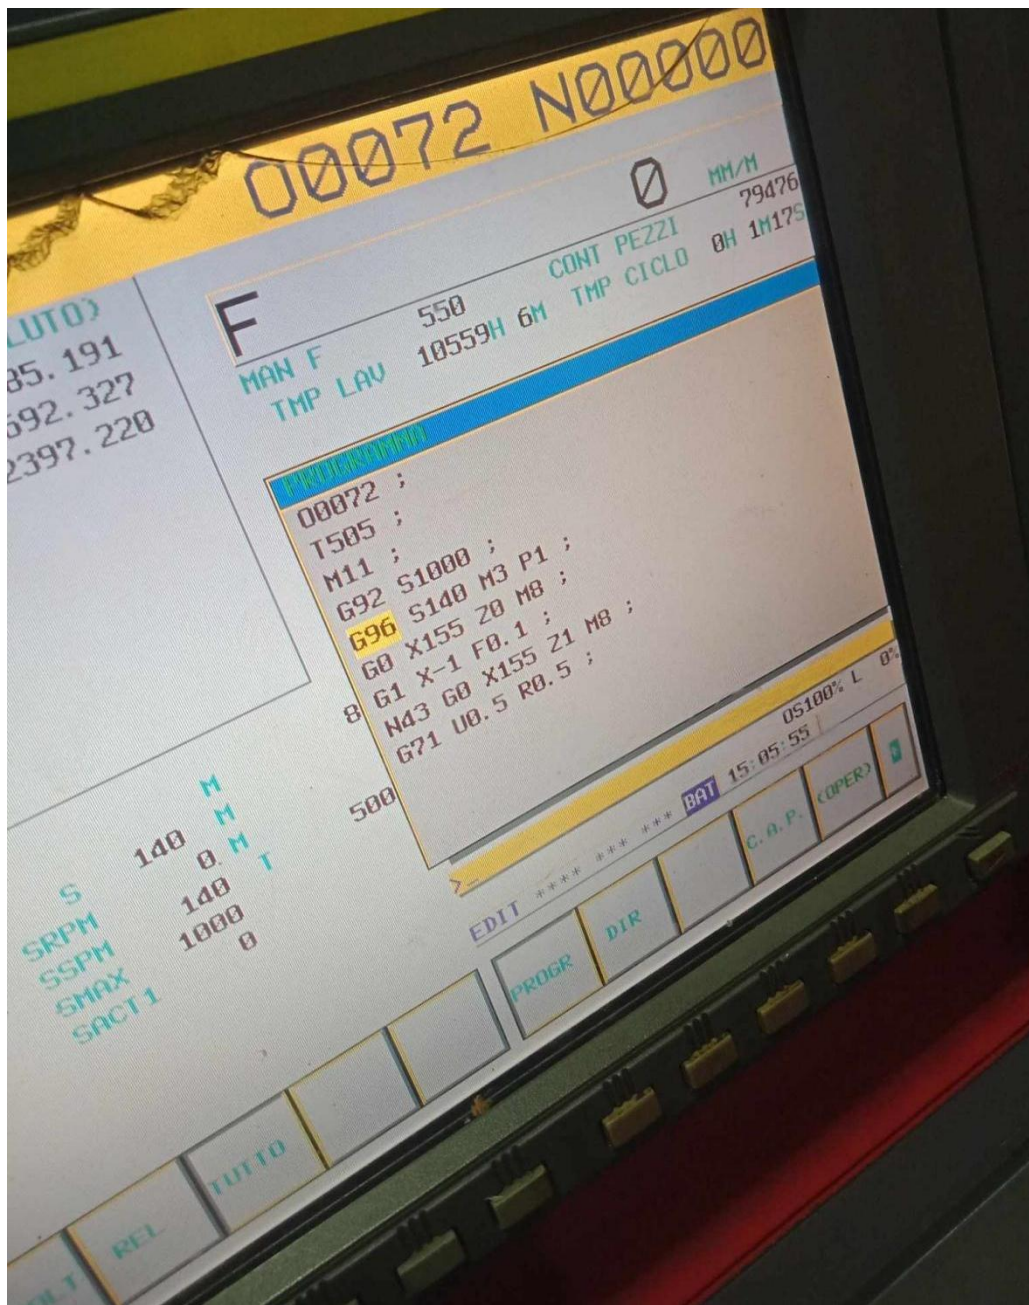 O0072 N00000
LUTO)
85.191
592.327
2397.220
F 0 MM/M
MAN F 550 CONT PEZZI 79476
TMP LAV 10559H 6M TMP CICLO 0H 1M17S
PROGRAMMA
O0072 ;
T505 ;
M11 ;
G92 S1000 ;
G96 S140 M3 P1 ;
G0 X155 Z0 M8 ;
G1 X-1 F0.1 ;
N43 G0 X155 Z1 M8 ;
G71 U0.5 R0.5 ;
8
500
M
M
M
T
S 140
SRPM 0.
SSPM 140
SMAX 1000
SACT1 0
>_
OS100% L 0%
EDIT **** *** *** BAT 15:05:55
REL TUTTO PROGR DIR C.A.P. (OPER)